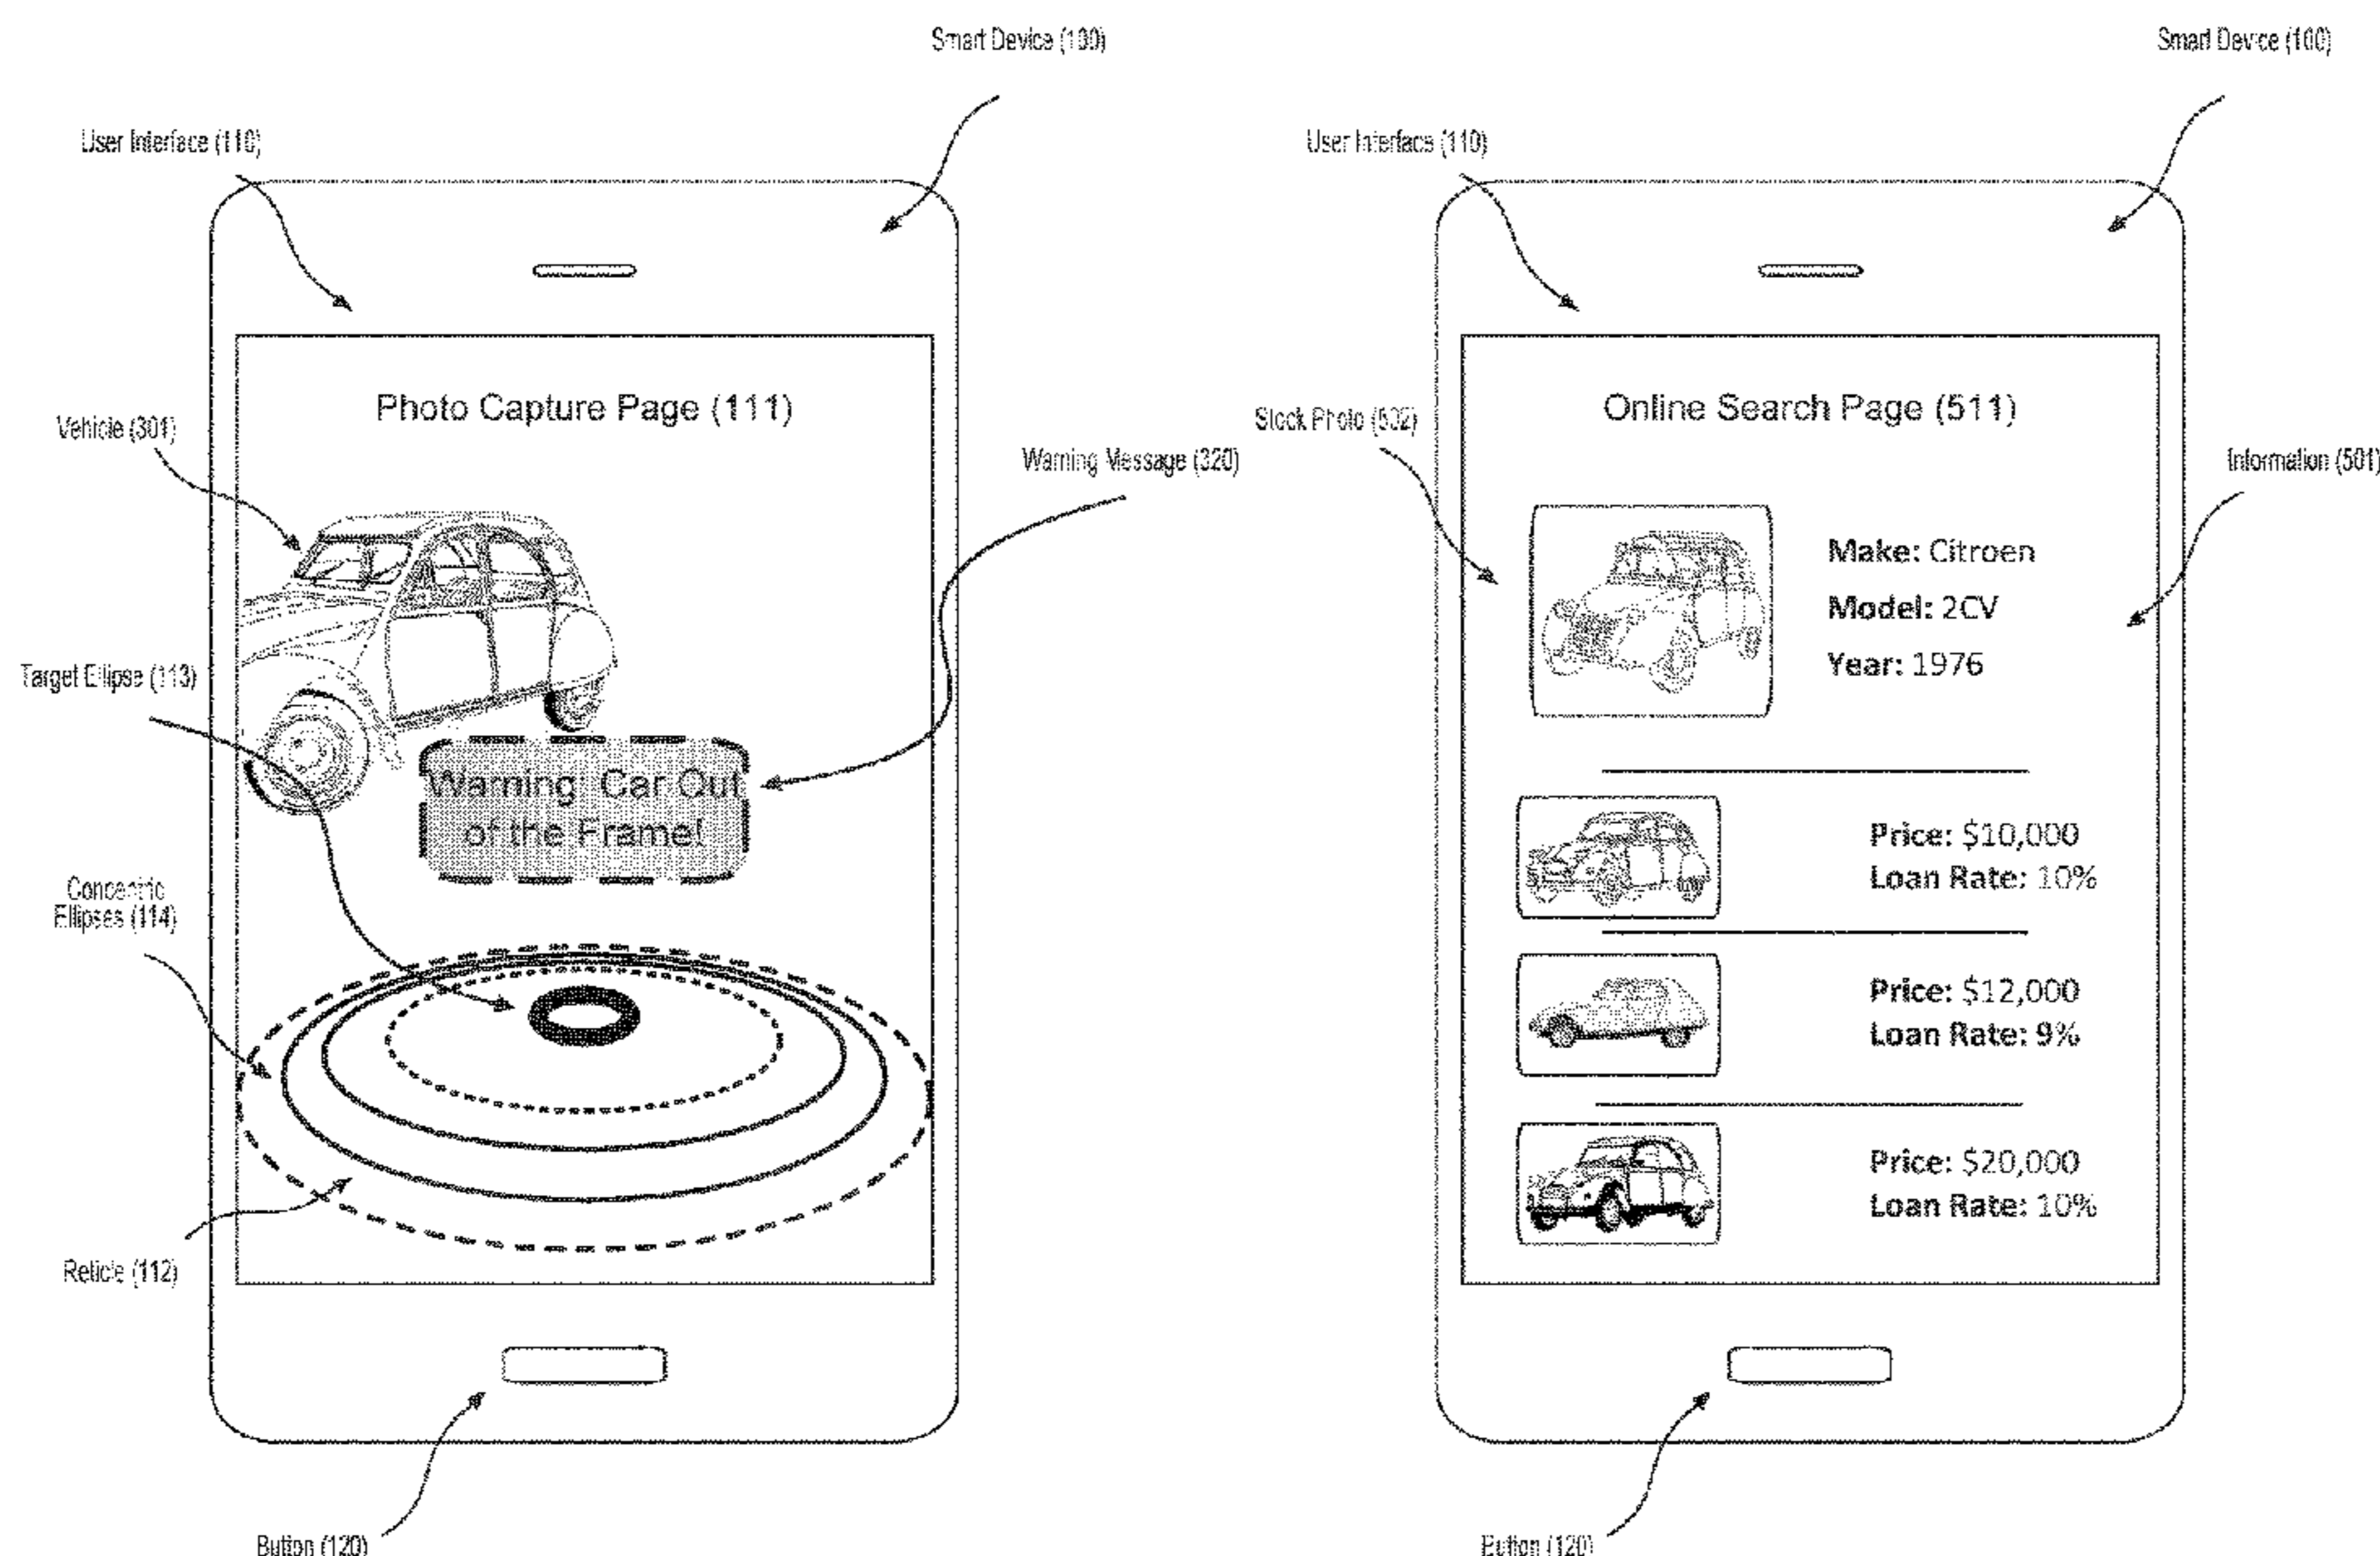 Smart Device (100)
User Interface (110)
Photo Capture Page (111)
Vehicle (301)
Warning Message (320)
Target Ellipse (113)
Warning: Car Out
of the Frame!
Concentric
Ellipses (114)
Reticle (112)
Button (120)
Smart Device (100)
User Interface (110)
Online Search Page (511)
Stock Photo (502)
Information (501)
Make: Citroen
Model: 2CV
Year: 1976
Price: $10,000
Loan Rate: 10%
Price: $12,000
Loan Rate: 9%
Price: $20,000
Loan Rate: 10%
Button (120)